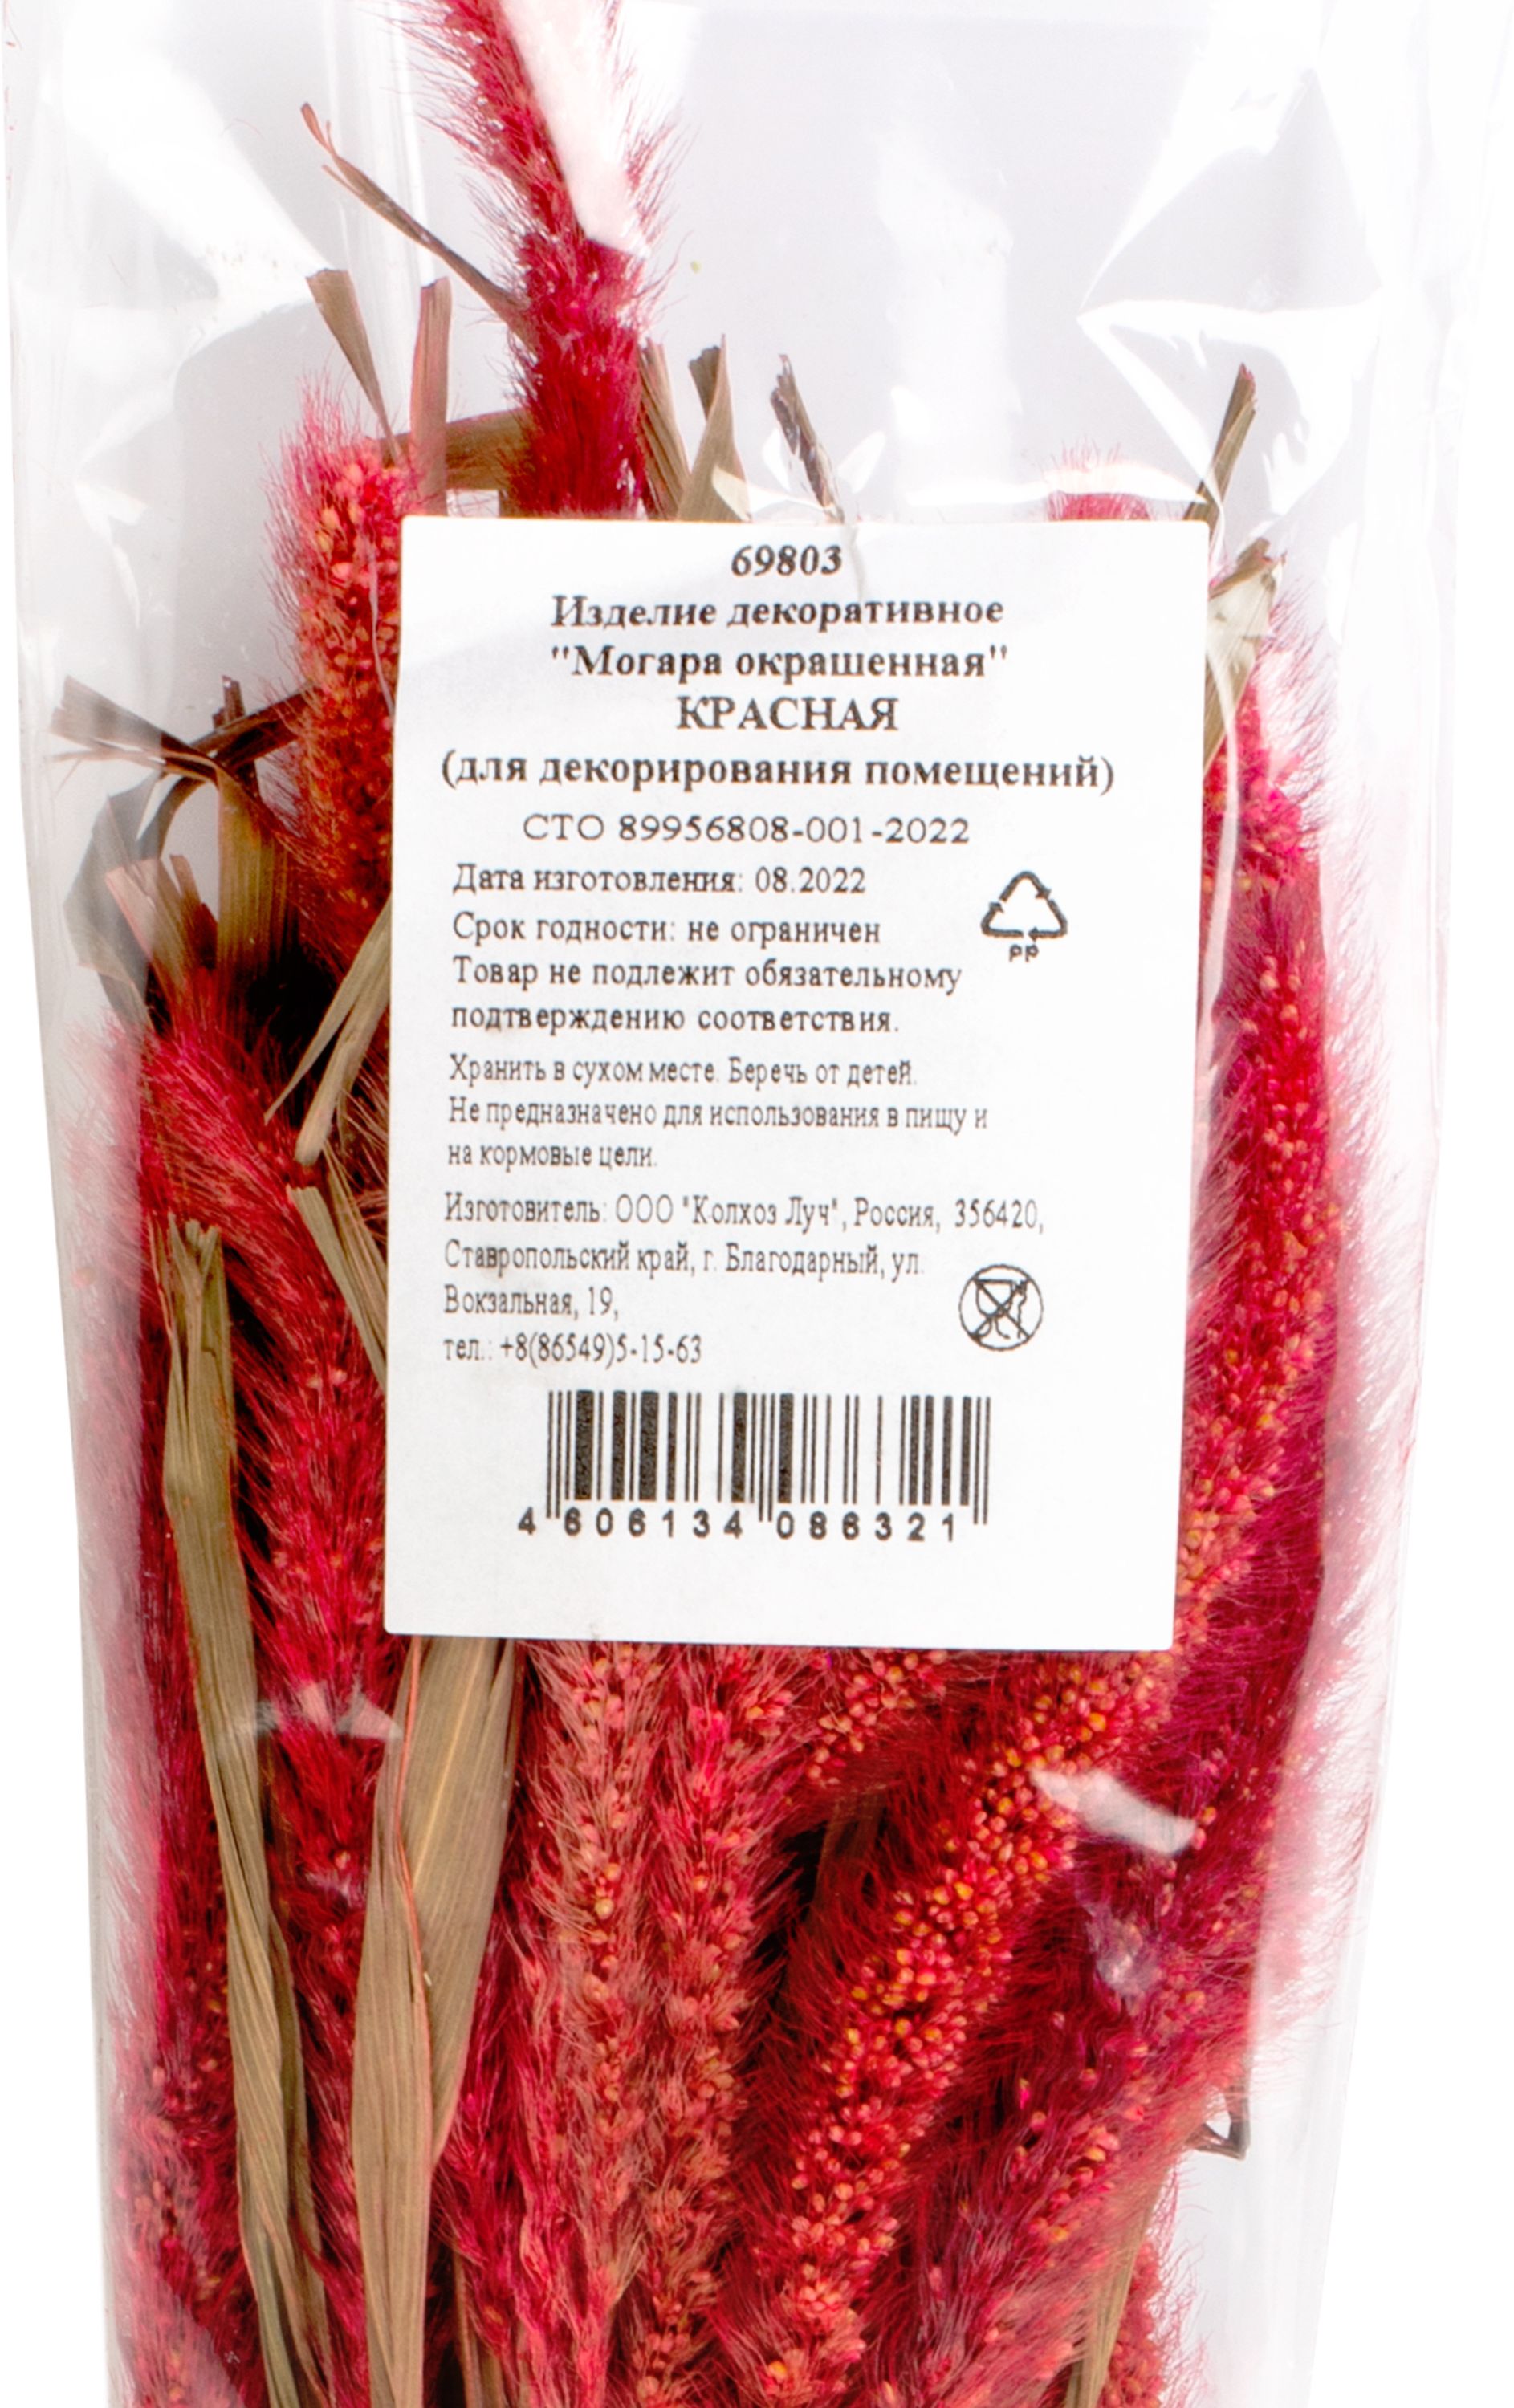 69803
Изделие декоративное
"Могара окрашенная"
КРАСНАЯ
(для декорирования помещений)
СТО 89956808-001-2022
Дата изготовления: 08.2022
Срок годности: не ограничен
Товар не подлежит обязательному
подтверждению соответствия.
PP
Хранить в сухом месте. Беречь от детей.
Не предназначено для использования в пищу и
на кормовые цели.
Изготовитель: ООО "Колхоз Луч", Россия, 356420,
Ставропольский край, г. Благодарный, ул.
Вокзальная, 19,
тел.: +8(86549)5-15-63
4 606134 086321